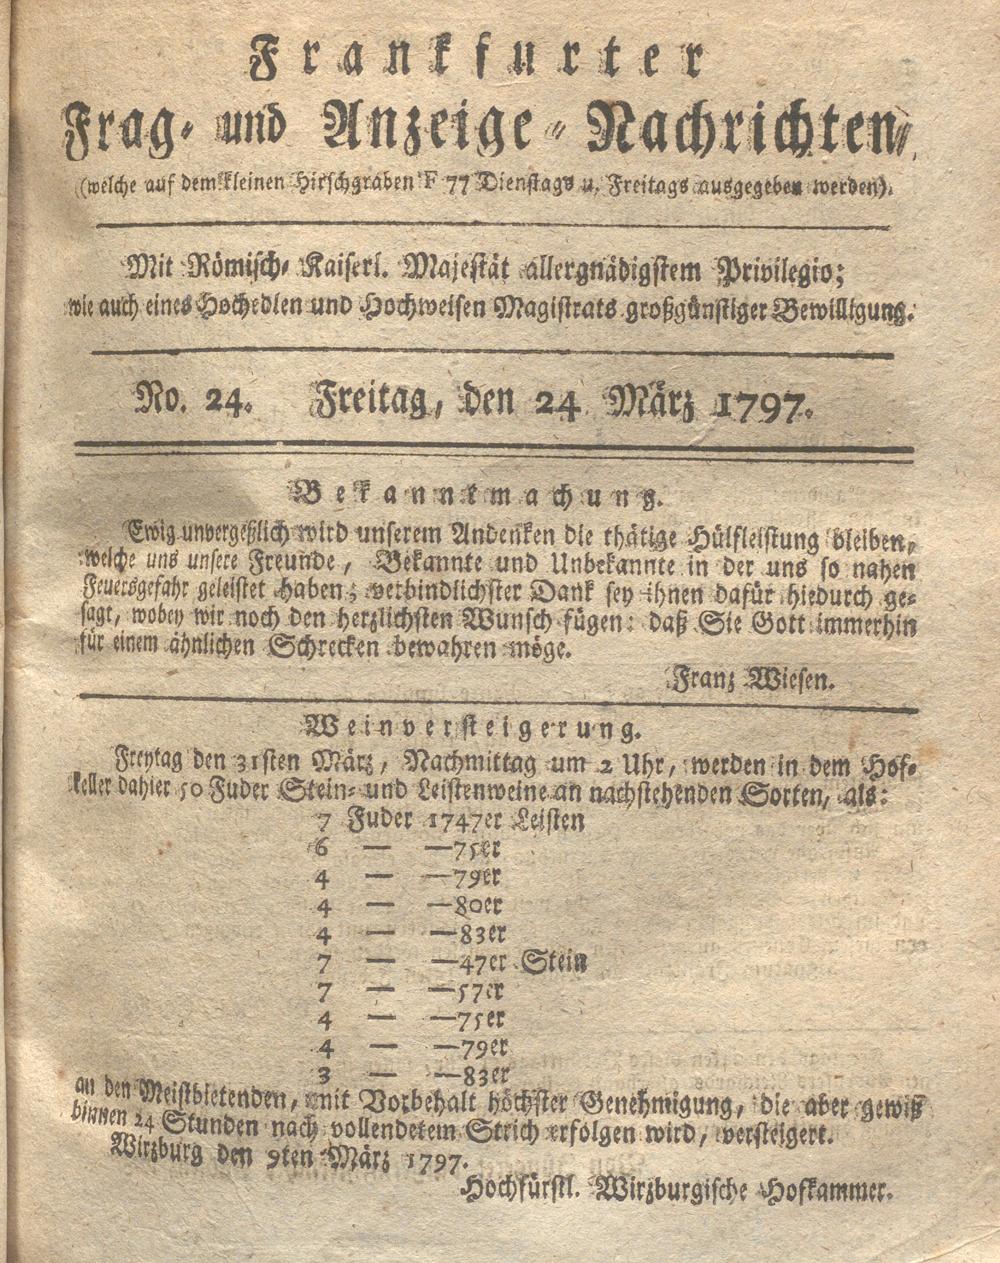 Frankfurter
Frag- und Anzeige-Nachrichten,
(welche auf dem kleinen Hirschgraben F 77 Dienstags u. Freitags ausgegeben werden).
Mit Römisch-Kaiserl. Majestät allergnädigstem Privilegio;
wie auch eines Hochedlen und Hochweisen Magistrats großgünstiger Bewilligung.
No. 24. Freitag, den 24 März 1797.
Bekanntmachung.
Ewig unvergeßlich wird unserem Andenken die thätige Hülfleistung bleiben,
welche uns unsere Freunde, Bekannte und Unbekannte in der uns so nahen
Feuersgefahr geleistet haben; verbindlichster Dank sey ihnen dafür hiedurch ge-
sagt, wobey wir noch den herzlichsten Wunsch fügen: daß Sie Gott immerhin
für einem ähnlichen Schrecken bewahren möge.
Franz Wiesen.
Weinversteigerung.
Freytag den 31sten März, Nachmittag um 2 Uhr, werden in dem Hof-
keller dahier 50 Fuder Stein- und Leistenweine an nachstehenden Sorten, als:
7 Fuder 1747er Leisten
6 — —75er
4 — —79er
4 — —80er
4 — —83er
7 — —47er Stein
7 — —57er
4 — —75er
4 — —79er
3 — —83er
an den Meistbietenden, mit Vorbehalt höchster Genehmigung, die aber gewiß
binnen 24 Stunden nach vollendetem Strich erfolgen wird, versteigert.
Wirzburg den 9ten März 1797.
Hochfürstl. Wirzburgische Hofkammer.